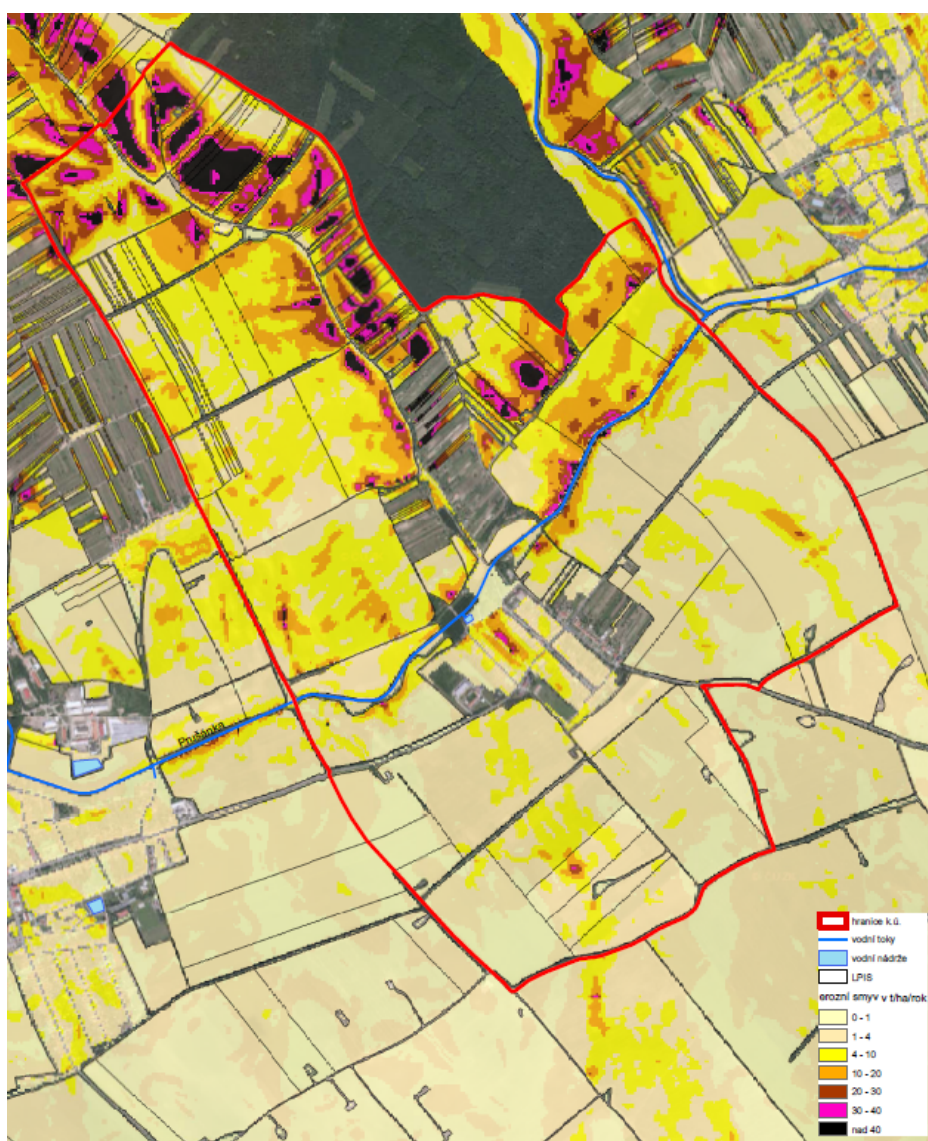 Prušánka
hranice k.ú.
vodní toky
vodní nádrže
LPIS
erozní smyv v t/ha/rok
0 - 1
1 - 4
4 - 10
10 - 20
20 - 30
30 - 40
nad 40